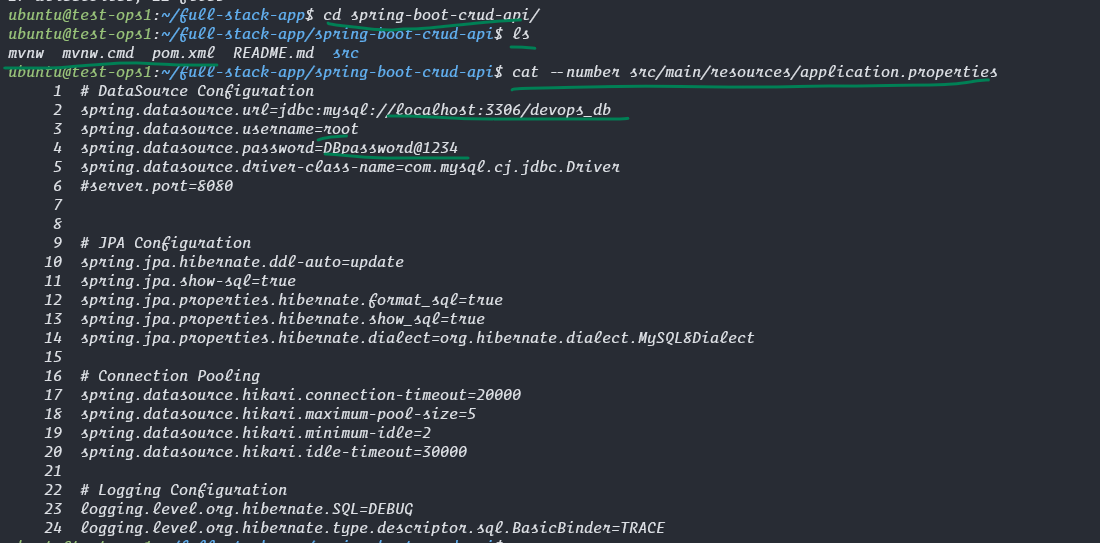 ubuntu@test-ops1:~/full-stack-app$ cd spring-boot-crud-api/
ubuntu@test-ops1:~/full-stack-app/spring-boot-crud-api$ ls
mvnw  mvnw.cmd  pom.xml  README.md  src
ubuntu@test-ops1:~/full-stack-app/spring-boot-crud-api$ cat --number src/main/resources/application.properties
1  # DataSource Configuration
2  spring.datasource.url=jdbc:mysql://localhost:3306/devops_db
3  spring.datasource.username=root
4  spring.datasource.password=DBpassword@1234
5  spring.datasource.driver-class-name=com.mysql.cj.jdbc.Driver
6  #server.port=8080
7
8
9  # JPA Configuration
10  spring.jpa.hibernate.ddl-auto=update
11  spring.jpa.show-sql=true
12  spring.jpa.properties.hibernate.format_sql=true
13  spring.jpa.properties.hibernate.show_sql=true
14  spring.jpa.properties.hibernate.dialect=org.hibernate.dialect.MySQL8Dialect
15
16  # Connection Pooling
17  spring.datasource.hikari.connection-timeout=20000
18  spring.datasource.hikari.maximum-pool-size=5
19  spring.datasource.hikari.minimum-idle=2
20  spring.datasource.hikari.idle-timeout=30000
21
22  # Logging Configuration
23  logging.level.org.hibernate.SQL=DEBUG
24  logging.level.org.hibernate.type.descriptor.sql.BasicBinder=TRACE